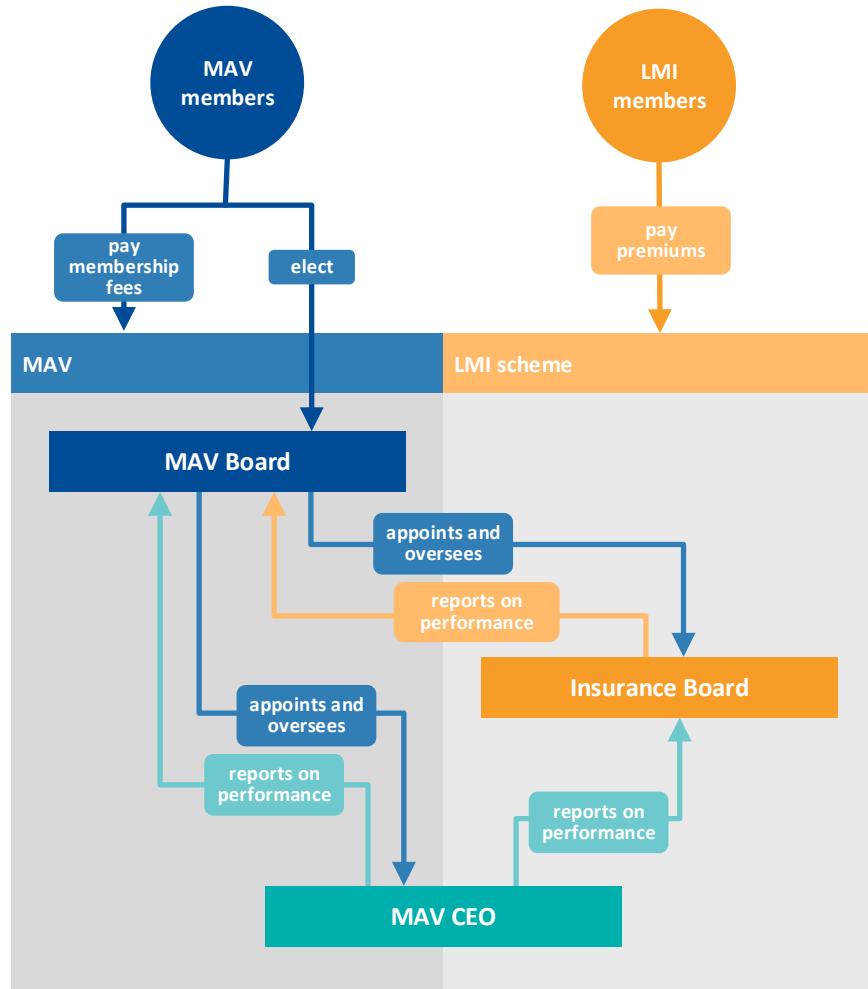 MAV
members
LMI
members
pay
membership
fees
elect
pay
premiums
MAV
LMI scheme
MAV Board
appoints and
oversees
reports on
performance
Insurance Board
appoints and
oversees
reports on
performance
reports on
performance
MAV CEO